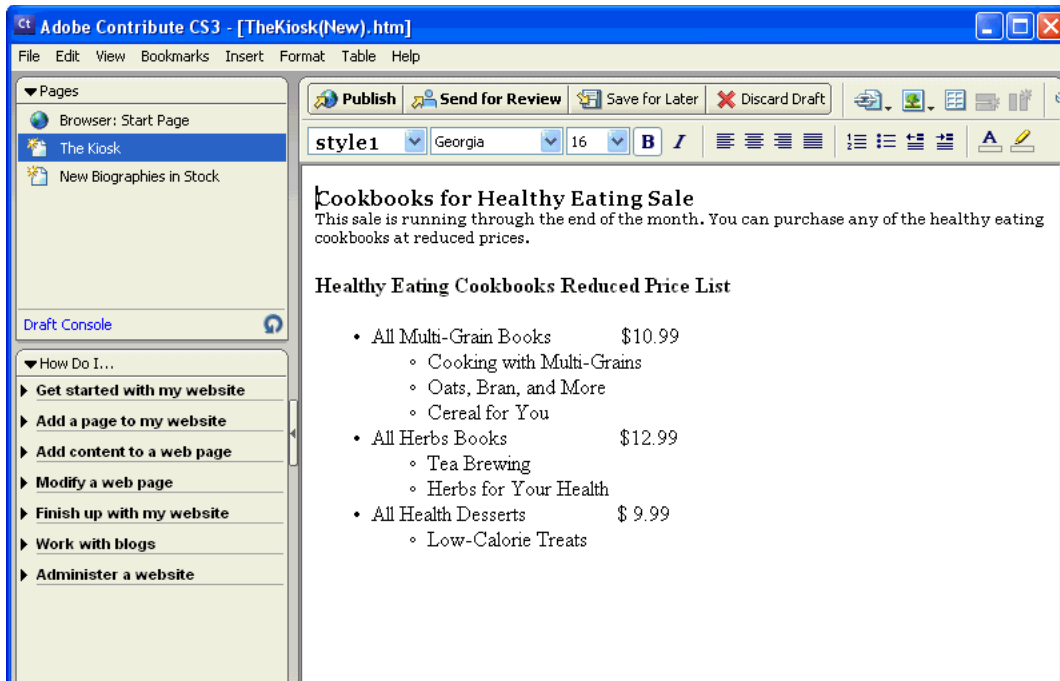 Ct Adobe Contribute CS3 - [TheKiosk(New).htm]
File Edit View Bookmarks Insert Format Table Help
Pages
Browser: Start Page
The Kiosk
New Biographies in Stock
Draft Console
How Do I...
Get started with my website
Add a page to my website
Add content to a web page
Modify a web page
Finish up with my website
Work with blogs
Administer a website
Publish Send for Review Save for Later Discard Draft
style1 Georgia 16 B I
Cookbooks for Healthy Eating Sale
This sale is running through the end of the month. You can purchase any of the healthy eating
cookbooks at reduced prices.
Healthy Eating Cookbooks Reduced Price List
• All Multi-Grain Books $10.99
◦ Cooking with Multi-Grains
◦ Oats, Bran, and More
◦ Cereal for You
• All Herbs Books $12.99
◦ Tea Brewing
◦ Herbs for Your Health
• All Health Desserts $ 9.99
◦ Low-Calorie Treats